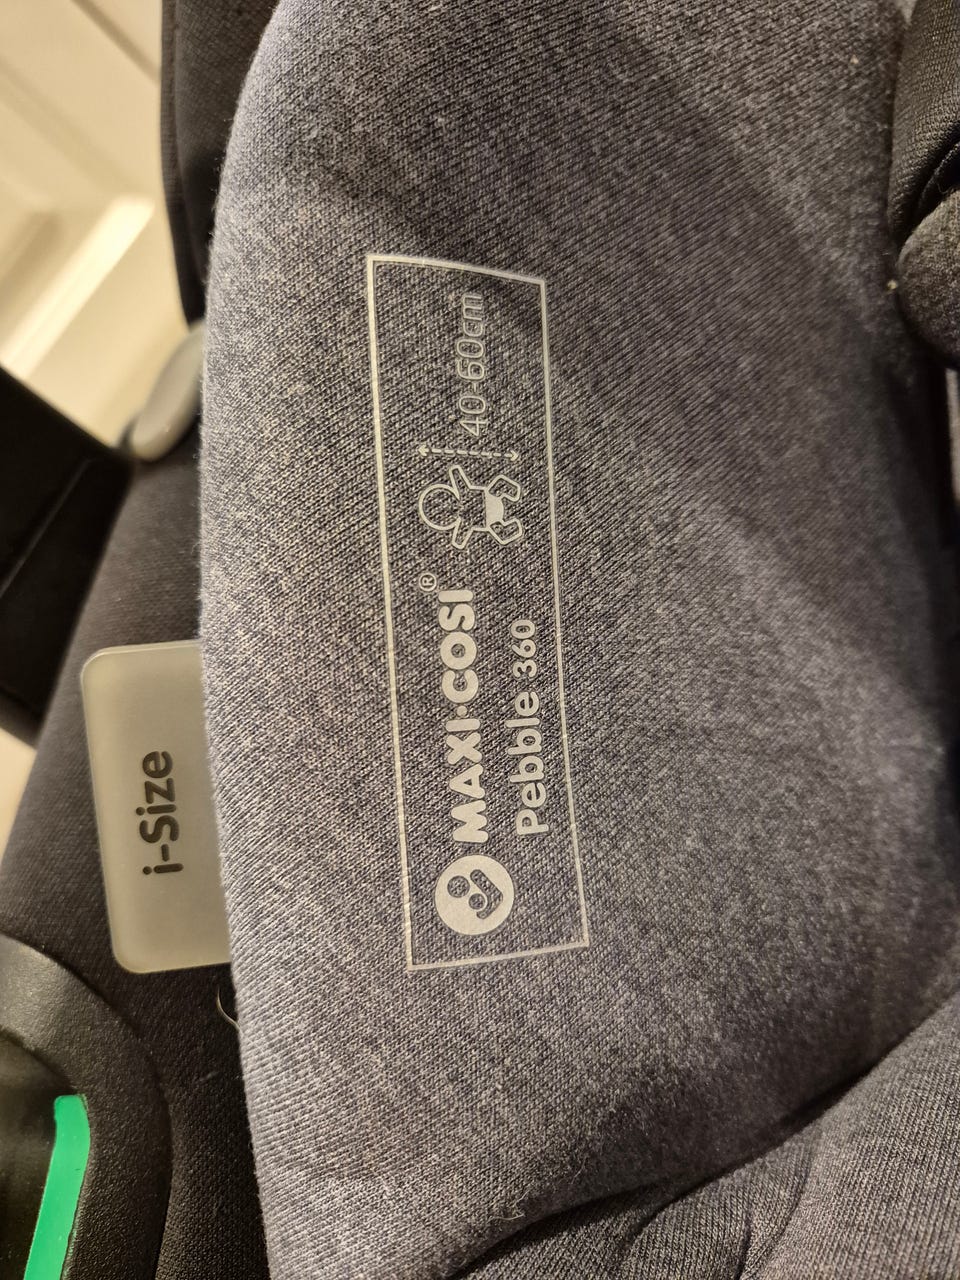 MAXI·COSI®
Pebble 360
40-60cm
i-Size